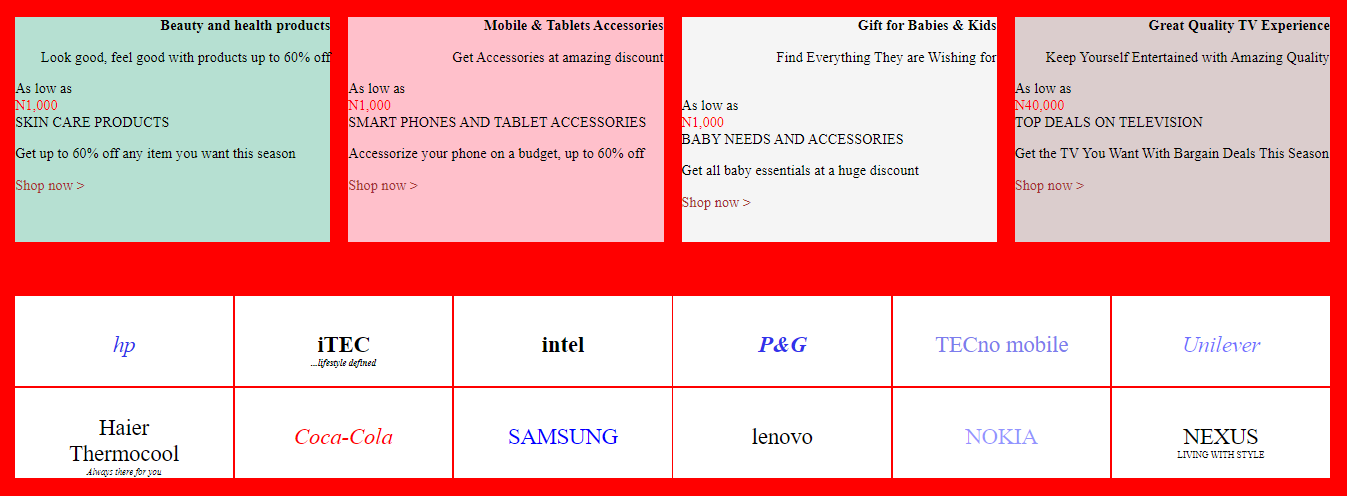 Beauty and health products
Look good, feel good with products up to 60% off
As low as
N1,000
SKIN CARE PRODUCTS
Get up to 60% off any item you want this season
Shop now >
Mobile & Tablets Accessories
Get Accessories at amazing discount
As low as
N1,000
SMART PHONES AND TABLET ACCESSORIES
Accessorize your phone on a budget, up to 60% off
Shop now >
Gift for Babies & Kids
Find Everything They are Wishing for
As low as
N1,000
BABY NEEDS AND ACCESSORIES
Get all baby essentials at a huge discount
Shop now >
Great Quality TV Experience
Keep Yourself Entertained with Amazing Quality
As low as
N40,000
TOP DEALS ON TELEVISION
Get the TV You Want With Bargain Deals This Season
Shop now >
hp
iTEC
...lifestyle defined
intel
P&G
TECno mobile
Unilever
Haier
Thermocool
Always there for you
Coca-Cola
SAMSUNG
lenovo
NOKIA
NEXUS
LIVING WITH STYLE